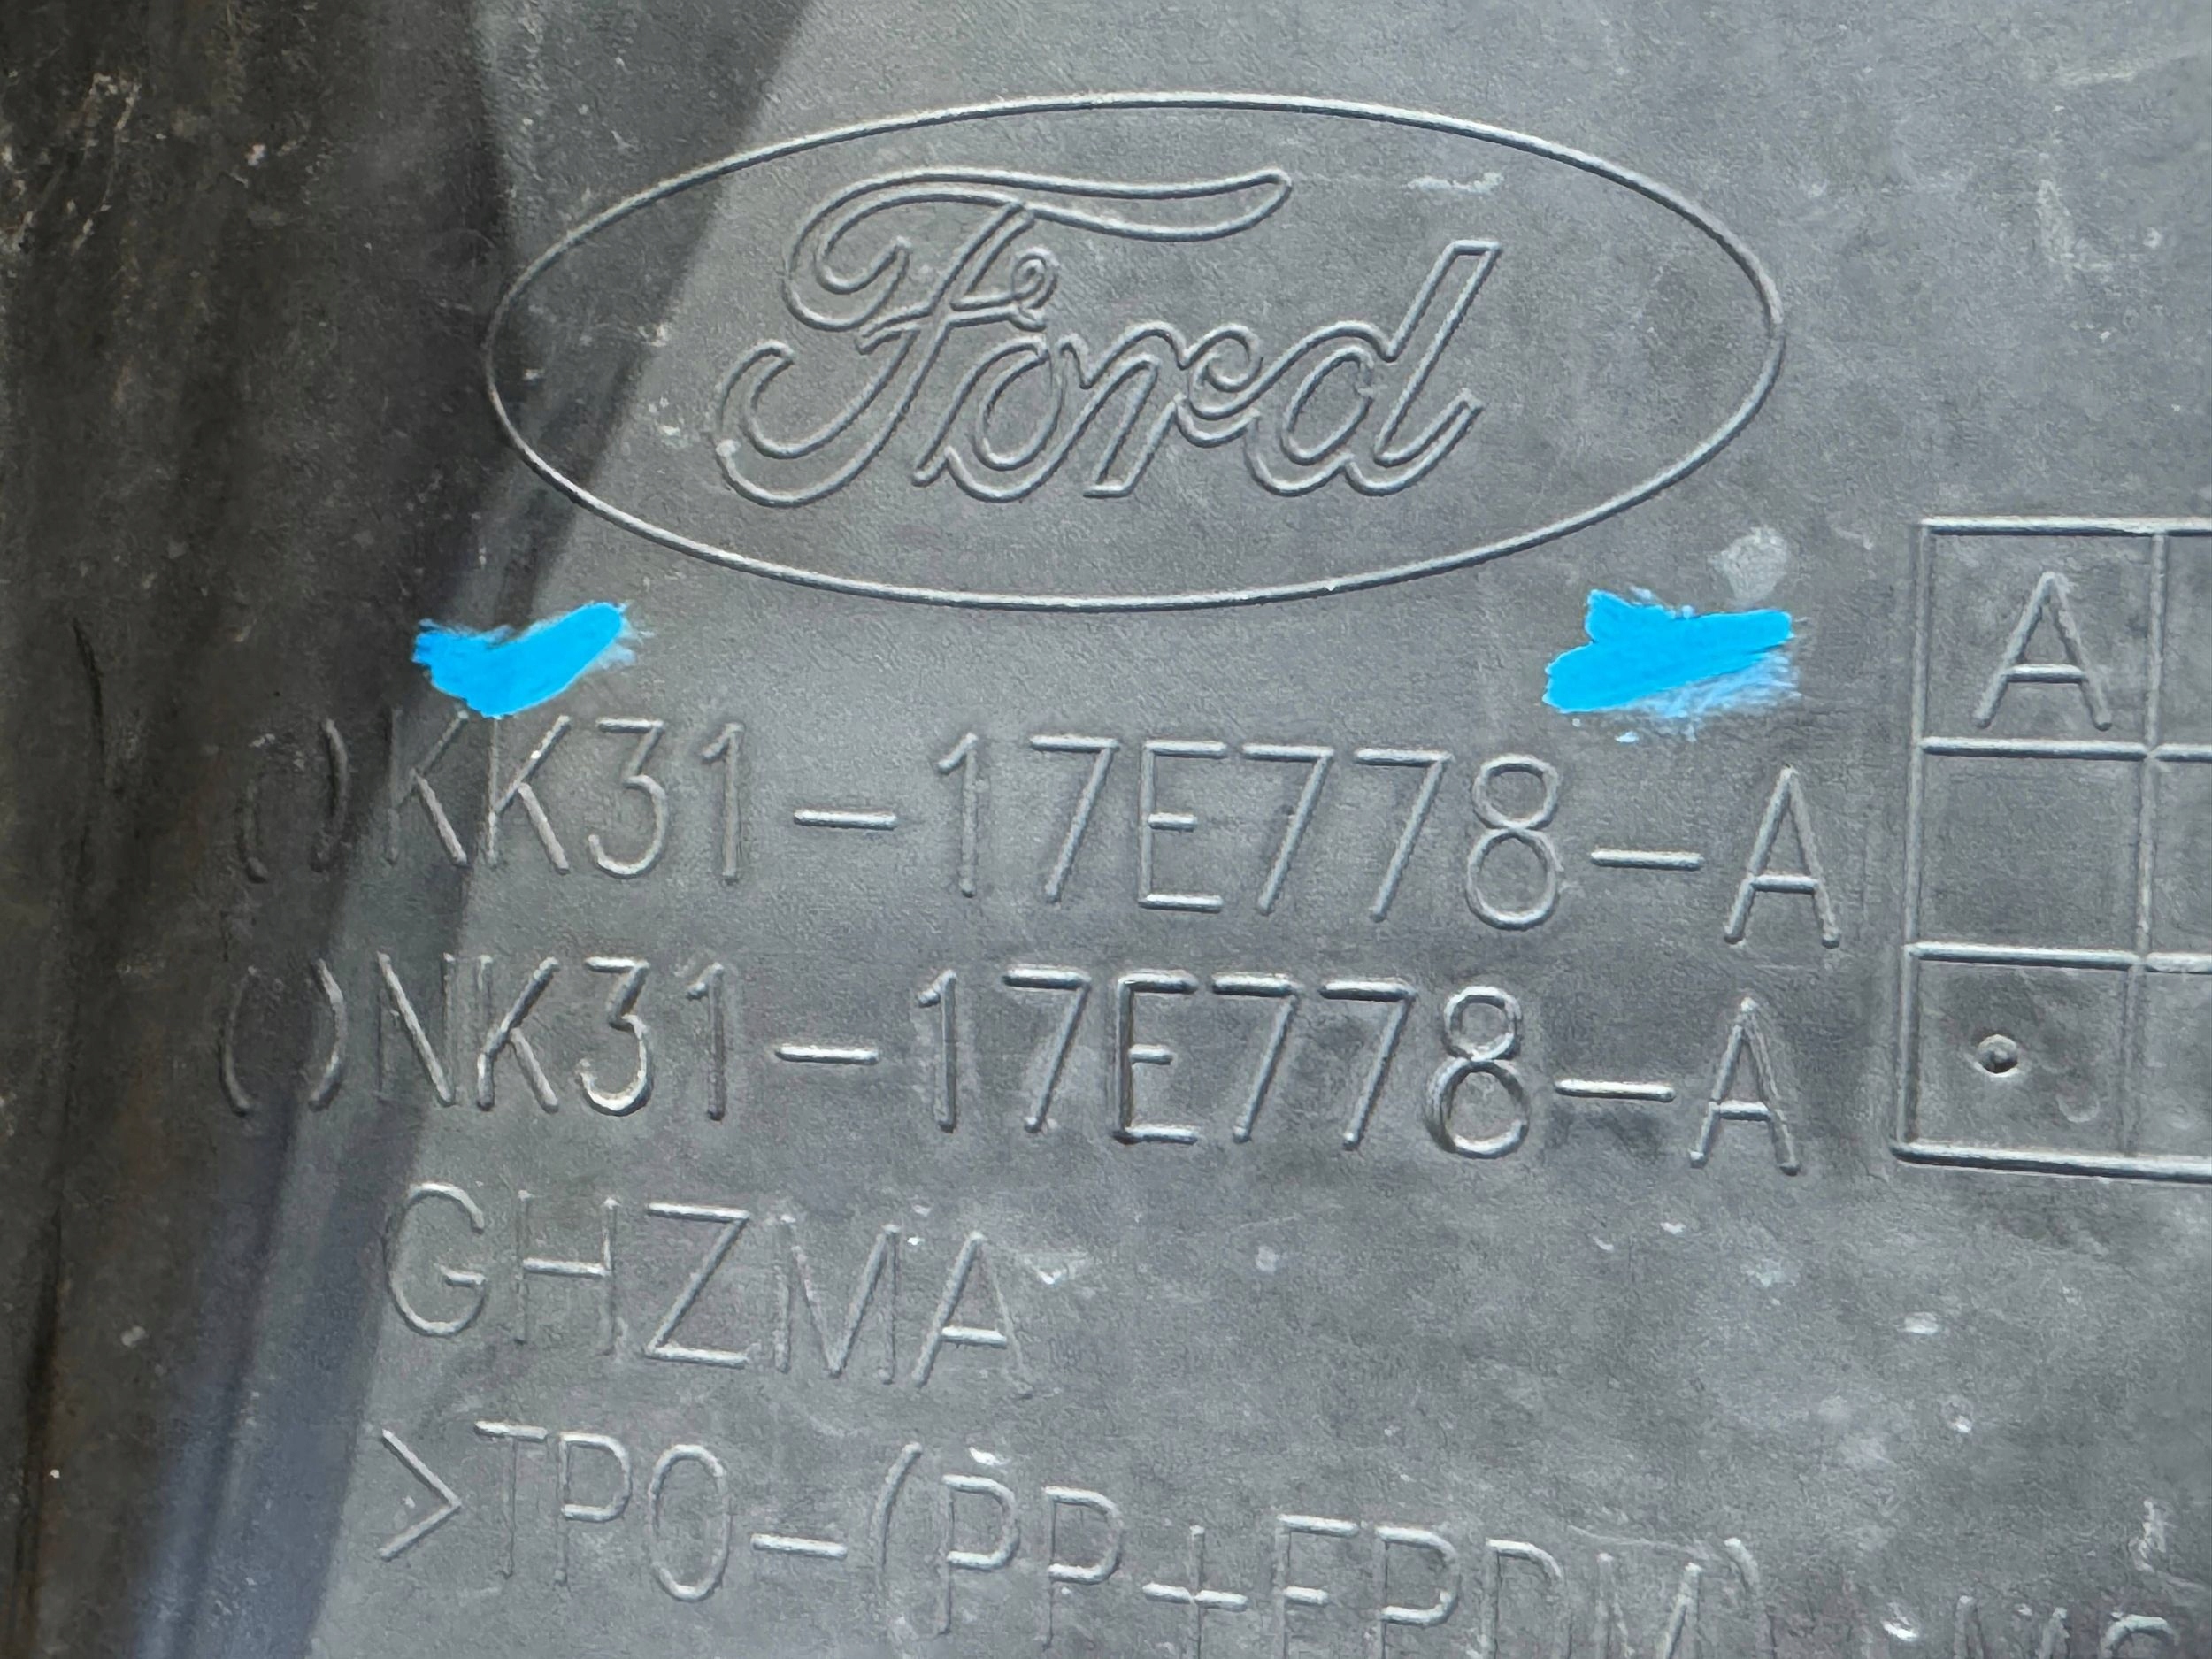 Ford
A
( )KK31-17E778-A
( )NK31-17E778-A
GHZMA
>TPO-(PP+EPDM)